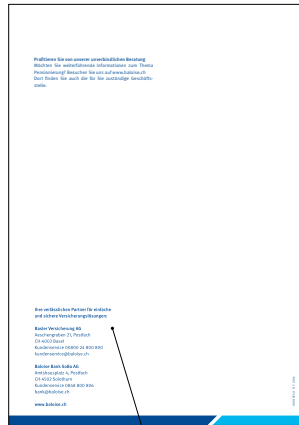 Profitieren Sie von unserer unverbindlichen Beratung
Möchten Sie weiterführende Informationen zum Thema
Pensionierung? Besuchen Sie uns auf www.baloise.ch
Dort finden Sie auch die für Sie zuständige Geschäfts-
stelle.
Ihre verlässlichen Partner für einfache
und sichere Versicherungslösungen:
Basler Versicherung AG
Aeschengraben 21, Postfach
CH-4002 Basel
Kundenservice 00800 24 800 800
kundenservice@baloise.ch
Baloise Bank SoBa AG
Amthausplatz 4, Postfach
CH-4502 Solothurn
Kundenservice 0848 800 806
bank@baloise.ch
www.baloise.ch